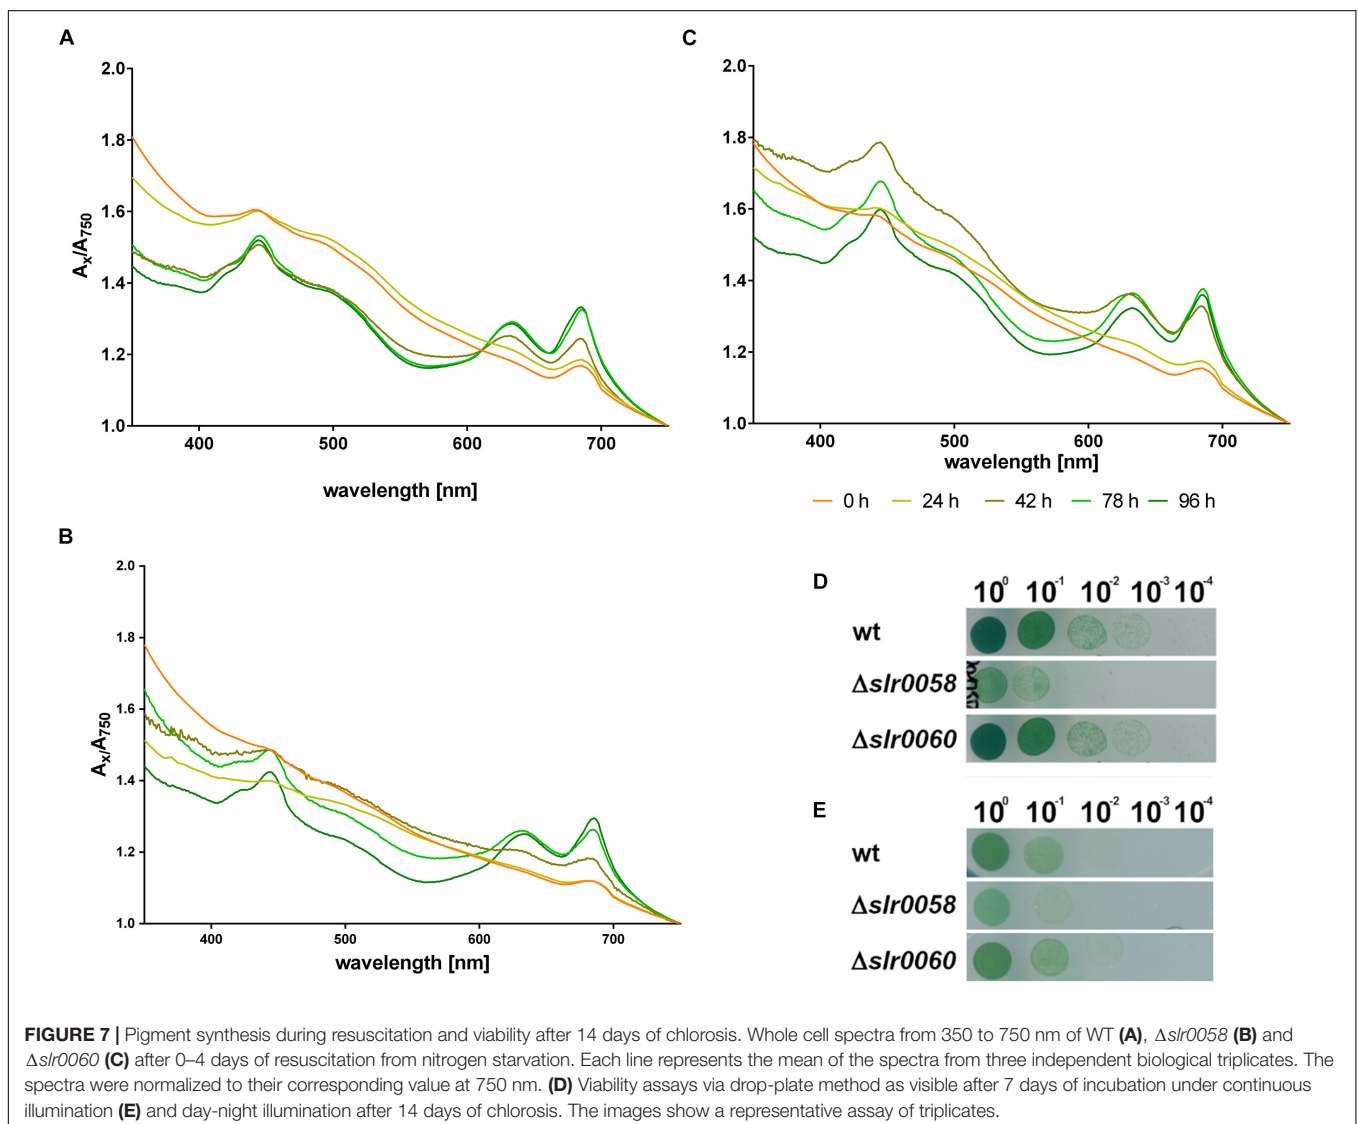 A
2.0
1.8
1.6
1.4
1.2
1.0
Ax/A750
400 500 600 700
wavelength [nm]
C
2.0
1.8
1.6
1.4
1.2
1.0
400 500 600 700
wavelength [nm]
0 h 24 h 42 h 78 h 96 h
B
2.0
1.8
1.6
1.4
1.2
1.0
Ax/A750
400 500 600 700
wavelength [nm]
D
10⁰ 10⁻¹ 10⁻² 10⁻³ 10⁻⁴
wt
Δslr0058
Δslr0060
E
10⁰ 10⁻¹ 10⁻² 10⁻³ 10⁻⁴
wt
Δslr0058
Δslr0060
FIGURE 7 | Pigment synthesis during resuscitation and viability after 14 days of chlorosis. Whole cell spectra from 350 to 750 nm of WT (A), Δslr0058 (B) and
Δslr0060 (C) after 0–4 days of resuscitation from nitrogen starvation. Each line represents the mean of the spectra from three independent biological triplicates. The
spectra were normalized to their corresponding value at 750 nm. (D) Viability assays via drop-plate method as visible after 7 days of incubation under continuous
illumination (E) and day-night illumination after 14 days of chlorosis. The images show a representative assay of triplicates.